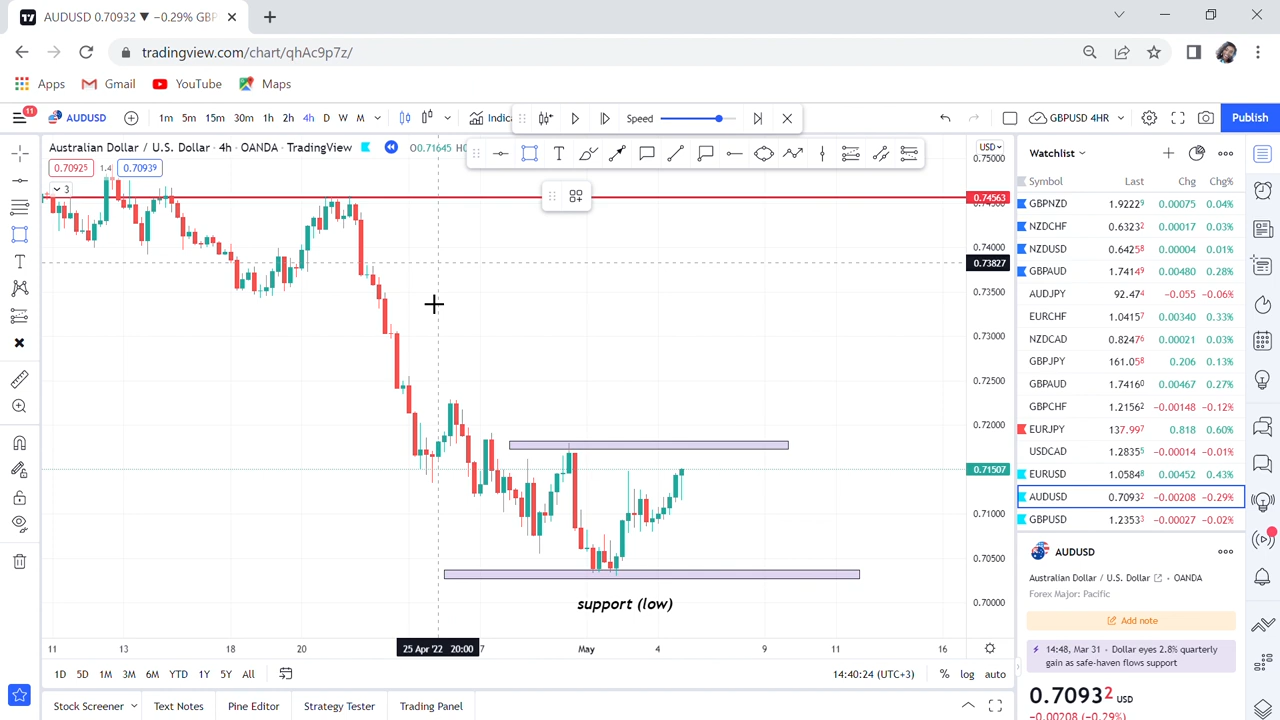 AUDUSD 0.70932 ▼ −0.29% GBP
tradingview.com/chart/qhAc9p7z/
Apps Gmail YouTube Maps
11 AUDUSD 1m 5m 15m 30m 1h 2h 4h D W M Indic Speed GBPUSD 4HR Publish
Australian Dollar / U.S. Dollar · 4h · OANDA · TradingView O0.71645 H0
USD
0.70925 1.4 0.70939
3
0.75000
0.74563
0.74000
0.73827
0.73500
0.73000
0.72500
0.72000
0.71507
0.71000
0.70500
0.70000
support (low)
11 13 18 20 25 Apr '22 20:00 7 May 4 9 11 16
1D 5D 1M 3M 6M YTD 1Y 5Y All 14:40:24 (UTC+3) % log auto
Stock Screener Text Notes Pine Editor Strategy Tester Trading Panel
Watchlist
Symbol Last Chg Chg%
GBPNZD 1.92229 0.00075 0.04%
NZDCHF 0.63232 0.00017 0.03%
NZDUSD 0.64258 0.00004 0.01%
GBPAUD 1.74149 0.00480 0.28%
AUDJPY 92.474 −0.055 −0.06%
EURCHF 1.04157 0.00340 0.33%
NZDCAD 0.82476 0.00021 0.03%
GBPJPY 161.058 0.206 0.13%
GBPAUD 1.74160 0.00467 0.27%
GBPCHF 1.21562 −0.00148 −0.12%
EURJPY 137.997 0.818 0.60%
USDCAD 1.28355 −0.00014 −0.01%
EURUSD 1.05848 0.00452 0.43%
AUDUSD 0.70932 −0.00208 −0.29%
GBPUSD 1.23533 −0.00027 −0.02%
AUDUSD
Australian Dollar / U.S. Dollar · OANDA
Forex Major: Pacific
Add note
14:48, Mar 31 · Dollar eyes 2.8% quarterly
gain as safe-haven flows support
0.70932 USD
−0.00208 (−0.29%)